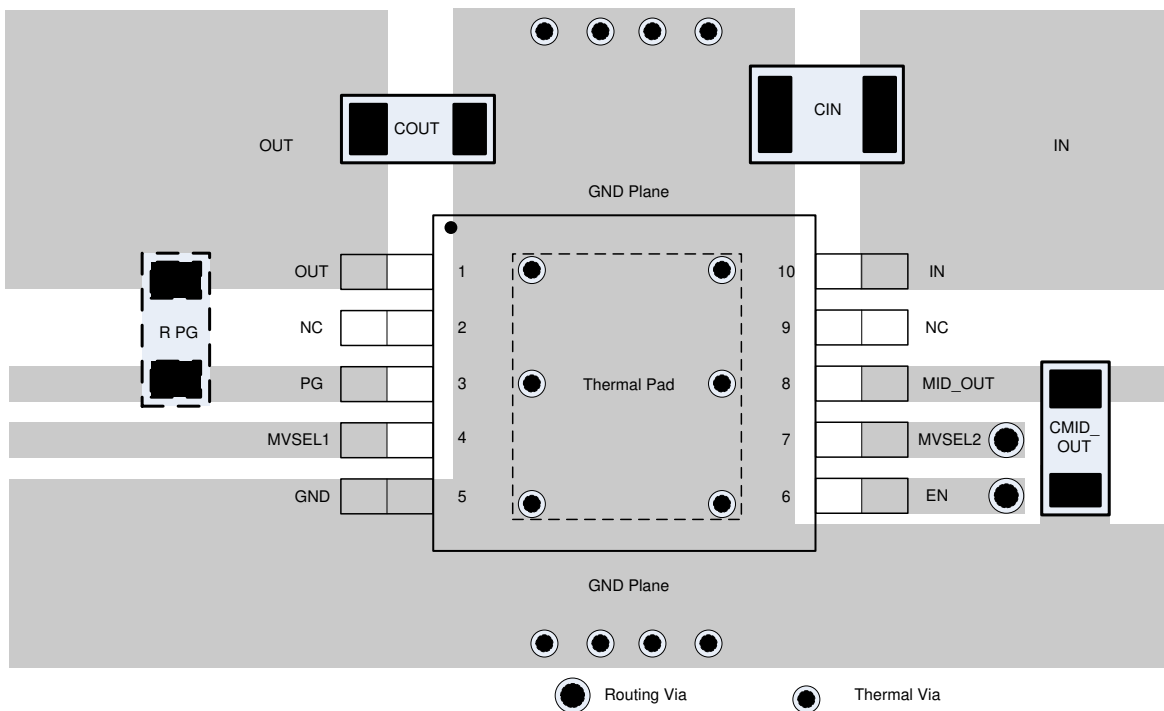 COUT
CIN
OUT
IN
GND Plane
OUT
1
10
IN
R PG
NC
2
9
NC
PG
3
Thermal Pad
8
MID_OUT
MVSEL1
4
7
MVSEL2
CMID_
OUT
GND
5
6
EN
GND Plane
Routing Via
Thermal Via